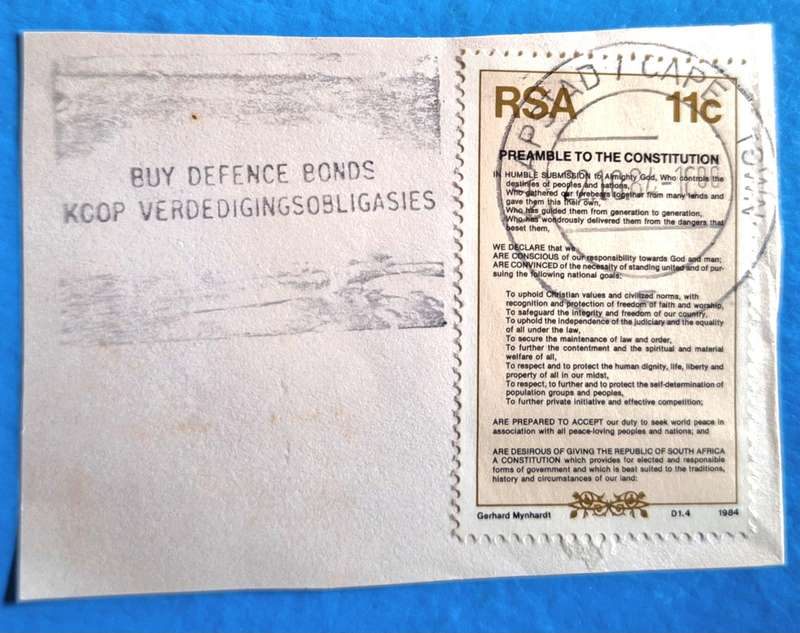 BUY DEFENCE BONDS
KOOP VERDEDIGINGSOBLIGASIES
RSA 11c
PREAMBLE TO THE CONSTITUTION
IN HUMBLE SUBMISSION to Almighty God, Who controls the
destinies of peoples and nations,
Who gathered our forebears together from many lands and
gave them this their own,
Who has guided them from generation to generation,
Who has wondrously delivered them from the dangers that
beset them,
WE DECLARE that we
ARE CONSCIOUS of our responsibility towards God and man;
ARE CONVINCED of the necessity of standing united and of pur-
suing the following national goals:
To uphold Christian values and civilized norms, with
recognition and protection of freedom of faith and worship,
To safeguard the integrity and freedom of our country,
To uphold the independence of the judiciary and the equality
of all under the law,
To secure the maintenance of law and order,
To further the contentment and the spiritual and material
welfare of all,
To respect and to protect the human dignity, life, liberty and
property of all in our midst,
To respect, to further and to protect the self-determination of
population groups and peoples,
To further private initiative and effective competition;
ARE PREPARED TO ACCEPT our duty to seek world peace in
association with all peace-loving peoples and nations; and
ARE DESIROUS OF GIVING THE REPUBLIC OF SOUTH AFRICA
A CONSTITUTION which provides for elected and responsible
forms of government and which is best suited to the traditions,
history and circumstances of our land:
Gerhard Mynhardt D1.4 1984
KAAPSTAD 1 CAPE TOWN